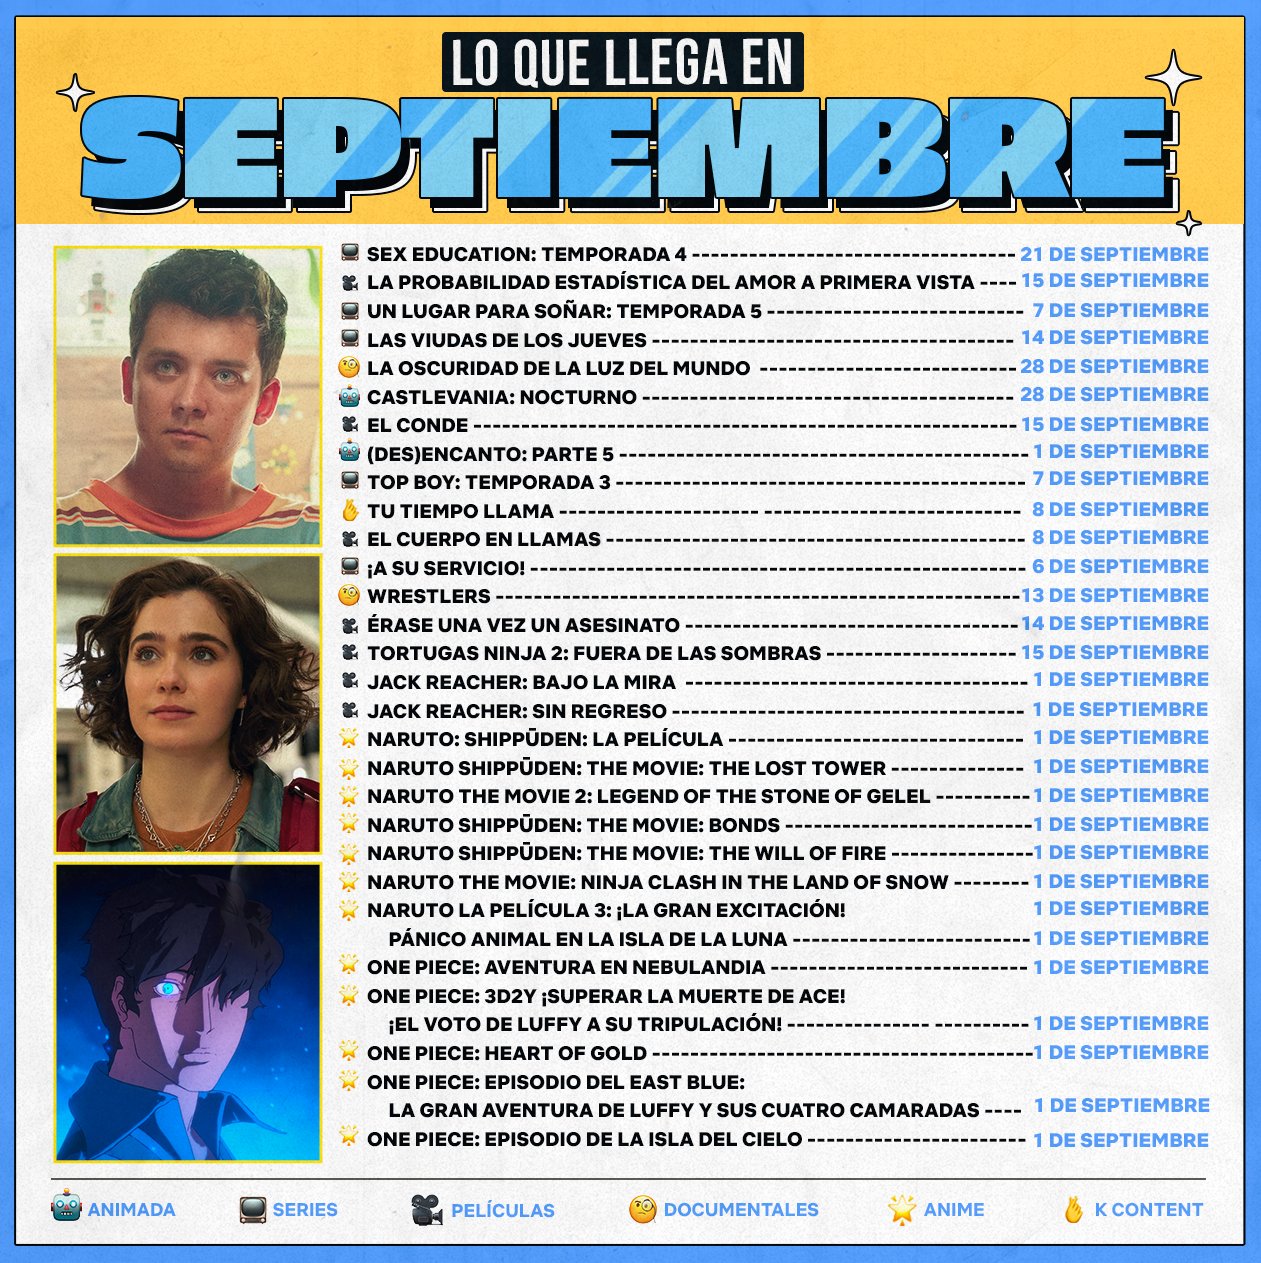 LO QUE LLEGA EN
SEPTIEMBRE
SEX EDUCATION: TEMPORADA 4 ---------------------------------- 21 DE SEPTIEMBRE
LA PROBABILIDAD ESTADÍSTICA DEL AMOR A PRIMERA VISTA ---- 15 DE SEPTIEMBRE
UN LUGAR PARA SOÑAR: TEMPORADA 5 --------------------------- 7 DE SEPTIEMBRE
LAS VIUDAS DE LOS JUEVES -------------------------------------- 14 DE SEPTIEMBRE
LA OSCURIDAD DE LA LUZ DEL MUNDO --------------------------- 28 DE SEPTIEMBRE
CASTLEVANIA: NOCTURNO --------------------------------------- 28 DE SEPTIEMBRE
EL CONDE --------------------------------------------------------- 15 DE SEPTIEMBRE
(DES)ENCANTO: PARTE 5 ------------------------------------------- 1 DE SEPTIEMBRE
TOP BOY: TEMPORADA 3 ------------------------------------------- 7 DE SEPTIEMBRE
TU TIEMPO LLAMA --------------------- --------------------------- 8 DE SEPTIEMBRE
EL CUERPO EN LLAMAS -------------------------------------------- 8 DE SEPTIEMBRE
¡A SU SERVICIO! ---------------------------------------------------- 6 DE SEPTIEMBRE
WRESTLERS ------------------------------------------------------- 13 DE SEPTIEMBRE
ÉRASE UNA VEZ UN ASESINATO ----------------------------------- 14 DE SEPTIEMBRE
TORTUGAS NINJA 2: FUERA DE LAS SOMBRAS -------------------- 15 DE SEPTIEMBRE
JACK REACHER: BAJO LA MIRA ------------------------------------ 1 DE SEPTIEMBRE
JACK REACHER: SIN REGRESO ------------------------------------- 1 DE SEPTIEMBRE
NARUTO: SHIPPŪDEN: LA PELÍCULA ------------------------------- 1 DE SEPTIEMBRE
NARUTO SHIPPŪDEN: THE MOVIE: THE LOST TOWER -------------- 1 DE SEPTIEMBRE
NARUTO THE MOVIE 2: LEGEND OF THE STONE OF GELEL ---------- 1 DE SEPTIEMBRE
NARUTO SHIPPŪDEN: THE MOVIE: BONDS -------------------------- 1 DE SEPTIEMBRE
NARUTO SHIPPŪDEN: THE MOVIE: THE WILL OF FIRE --------------- 1 DE SEPTIEMBRE
NARUTO THE MOVIE: NINJA CLASH IN THE LAND OF SNOW -------- 1 DE SEPTIEMBRE
NARUTO LA PELÍCULA 3: ¡LA GRAN EXCITACIÓN! 1 DE SEPTIEMBRE
PÁNICO ANIMAL EN LA ISLA DE LA LUNA ------------------------- 1 DE SEPTIEMBRE
ONE PIECE: AVENTURA EN NEBULANDIA --------------------------- 1 DE SEPTIEMBRE
ONE PIECE: 3D2Y ¡SUPERAR LA MUERTE DE ACE!
¡EL VOTO DE LUFFY A SU TRIPULACIÓN! --------------- ---------- 1 DE SEPTIEMBRE
ONE PIECE: HEART OF GOLD ---------------------------------------- 1 DE SEPTIEMBRE
ONE PIECE: EPISODIO DEL EAST BLUE:
LA GRAN AVENTURA DE LUFFY Y SUS CUATRO CAMARADAS ---- 1 DE SEPTIEMBRE
ONE PIECE: EPISODIO DE LA ISLA DEL CIELO ----------------------- 1 DE SEPTIEMBRE
ANIMADA SERIES PELÍCULAS DOCUMENTALES ANIME K CONTENT